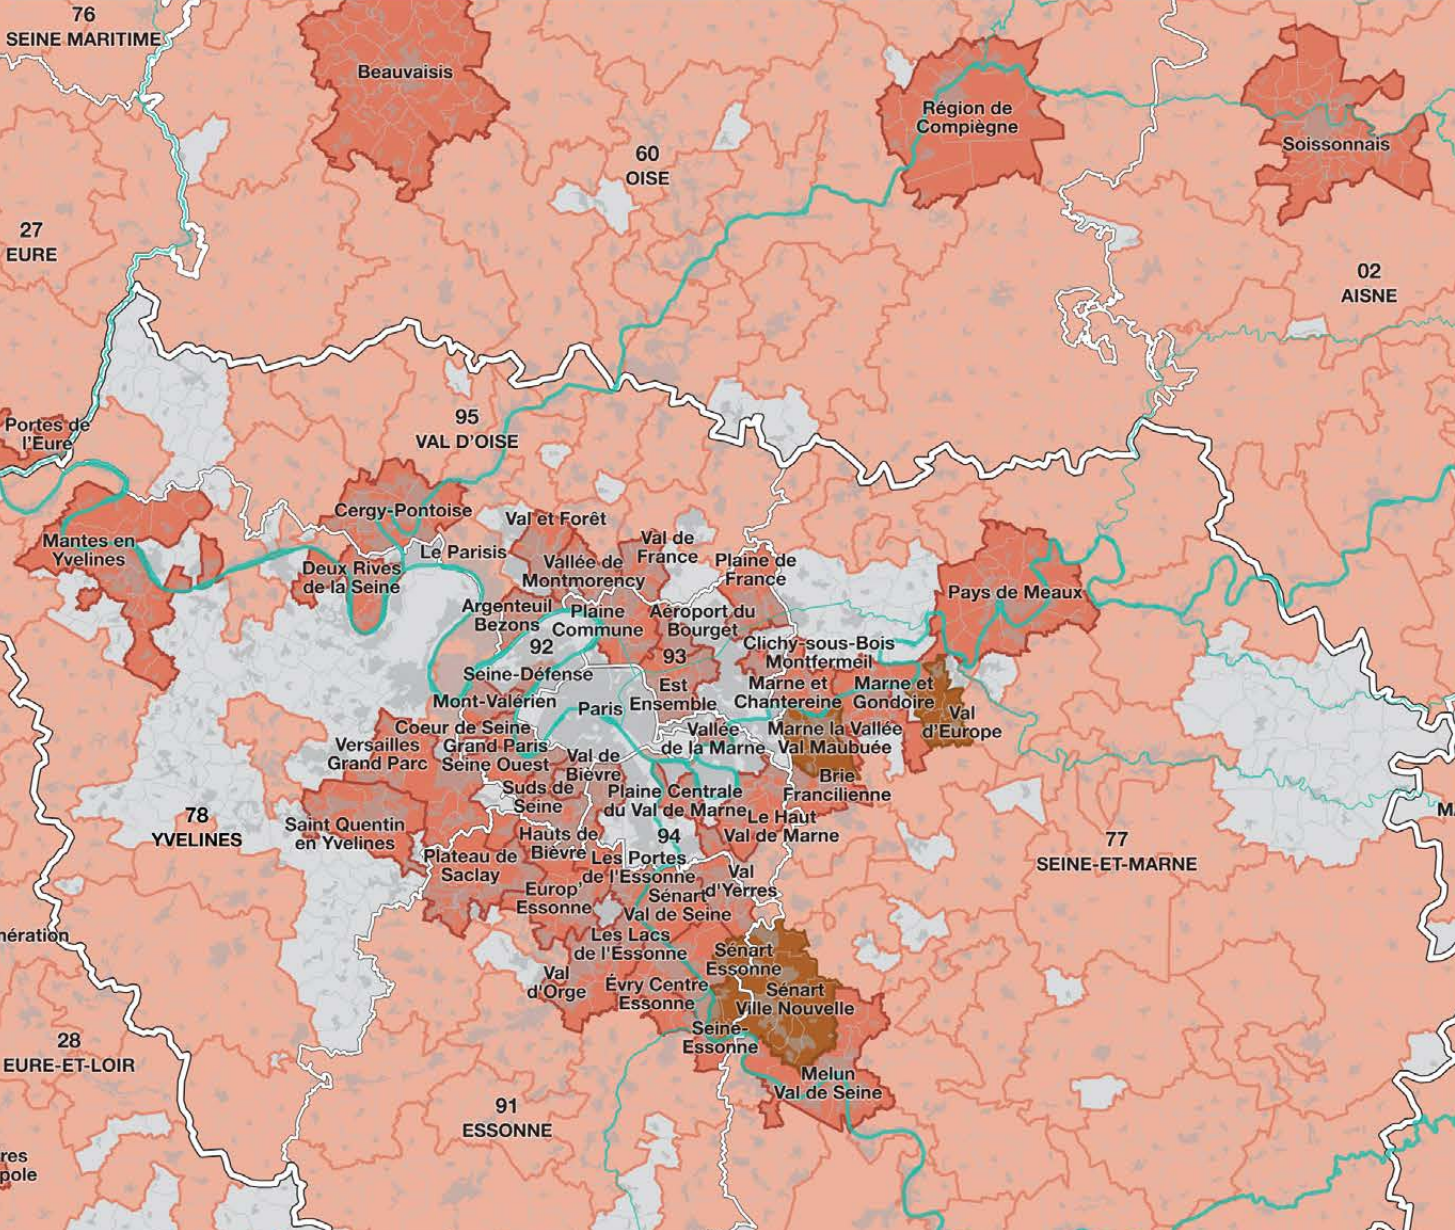 76
SEINE MARITIME
Beauvaisis
Région de
Compiègne
Soissonnais
60
OISE
27
EURE
02
AISNE
Portes de
l'Eure
95
VAL D'OISE
Cergy-Pontoise
Val et Forêt
Mantes en
Yvelines
Le Parisis
Val de
France
Plaine de
France
Deux Rives
de la Seine
Vallée de
Montmorency
Pays de Meaux
Argenteuil
Bezons
Plaine
Commune
Aéroport du
Bourget
92
93
Clichy-sous-Bois
Montfermeil
Seine-Défense
Mont-Valérien
Paris
Est
Ensemble
Marne et
Chantereine
Marne et
Gondoire
Val
d'Europe
Coeur de Seine
Grand Paris
Seine Ouest
Versailles
Grand Parc
Vallée
de la Marne
Marne la Vallée
Val Maubuée
Val de
Bièvre
Suds de
Seine
Plaine Centrale
du Val de Marne
Brie
Francilienne
78
YVELINES
Saint Quentin
en Yvelines
Hauts de
Bièvre
94
Le Haut
Val de Marne
77
SEINE-ET-MARNE
M
Plateau de
Saclay
Les Portes
de l'Essonne
Val
d'Yerres
Europ'
Essonne
Sénart
Val de Seine
nération
Les Lacs
de l'Essonne
Sénart
Essonne
Val
d'Orge
Évry Centre
Essonne
Sénart
Ville Nouvelle
Seine-
Essonne
28
EURE-ET-LOIR
Melun
Val de Seine
91
ESSONNE
res
pole